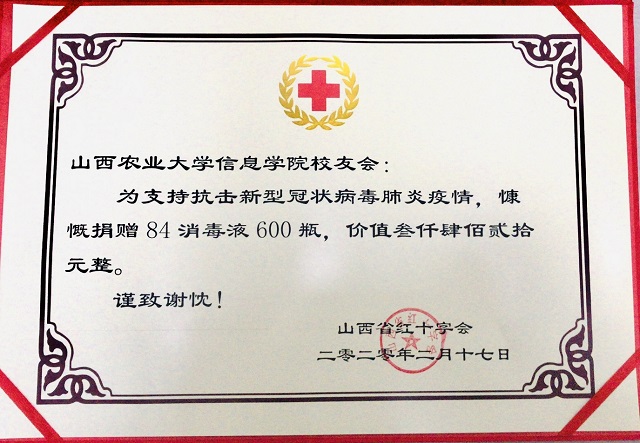 山西农业大学信息学院校友会：
为支持抗击新型冠状病毒肺炎疫情，慷
慨捐赠84消毒液600瓶，价值叁仟肆佰贰拾
元整。
谨致谢忱！
山西省红十字会
二零二零年二月十七日